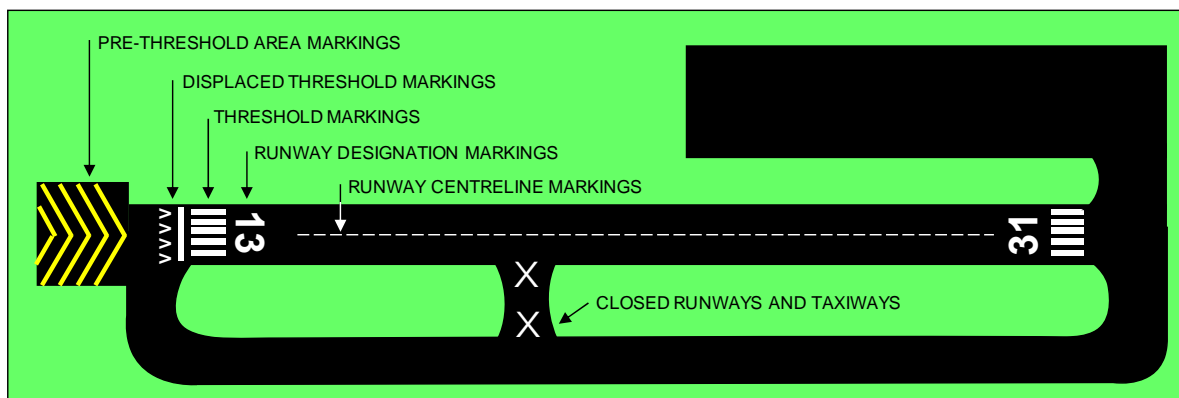 PRE-THRESHOLD AREA MARKINGS
DISPLACED THRESHOLD MARKINGS
THRESHOLD MARKINGS
RUNWAY DESIGNATION MARKINGS
RUNWAY CENTRELINE MARKINGS
13
31
X
CLOSED RUNWAYS AND TAXIWAYS
X